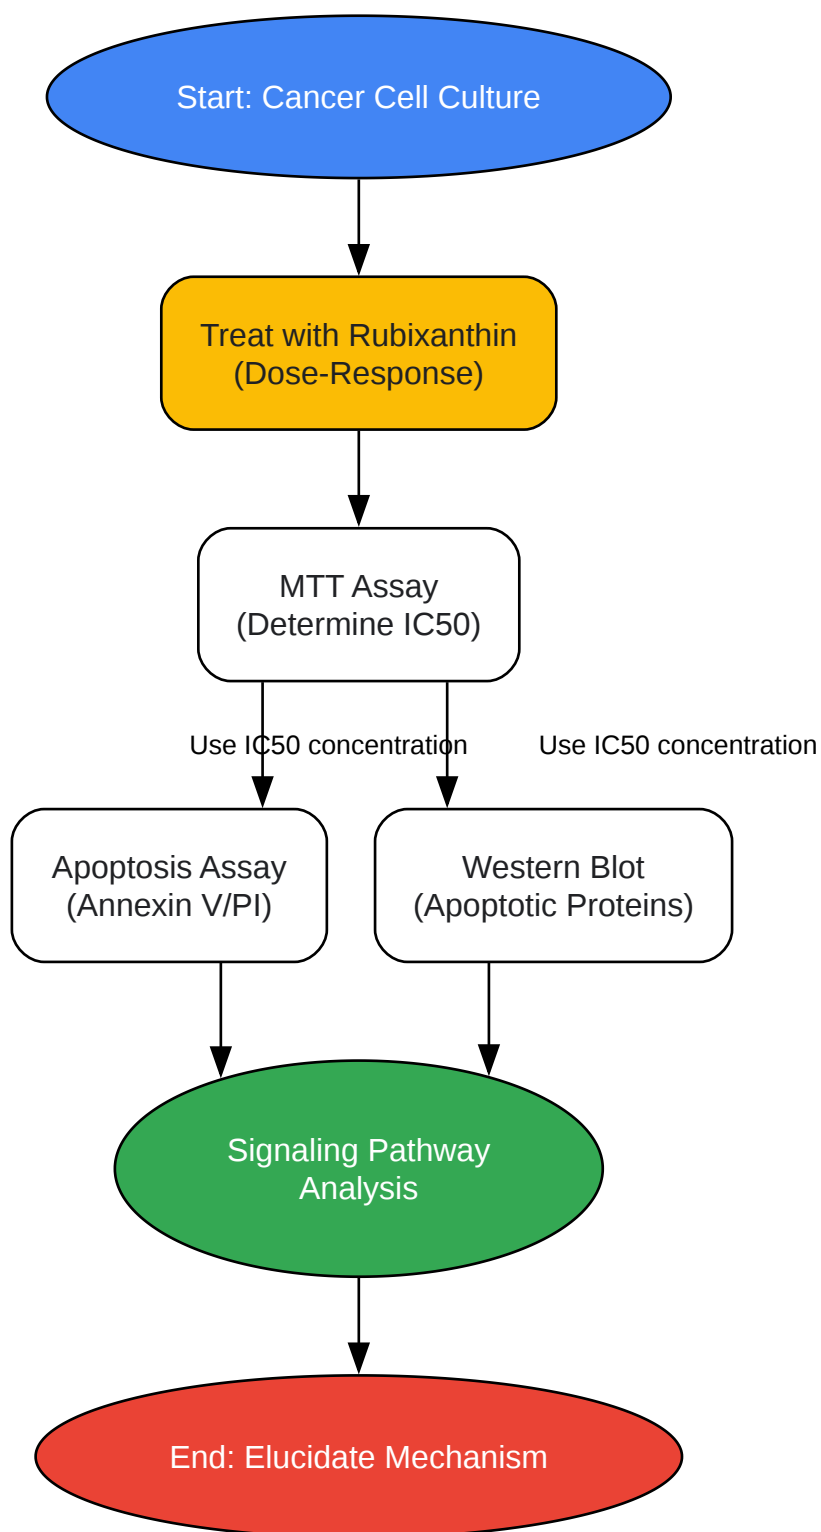 Start: Cancer Cell Culture
Treat with Rubixanthin
(Dose-Response)
MTT Assay
(Determine IC50)
Use IC50 concentration
Use IC50 concentration
Apoptosis Assay
(Annexin V/PI)
Western Blot
(Apoptotic Proteins)
Signaling Pathway
Analysis
End: Elucidate Mechanism